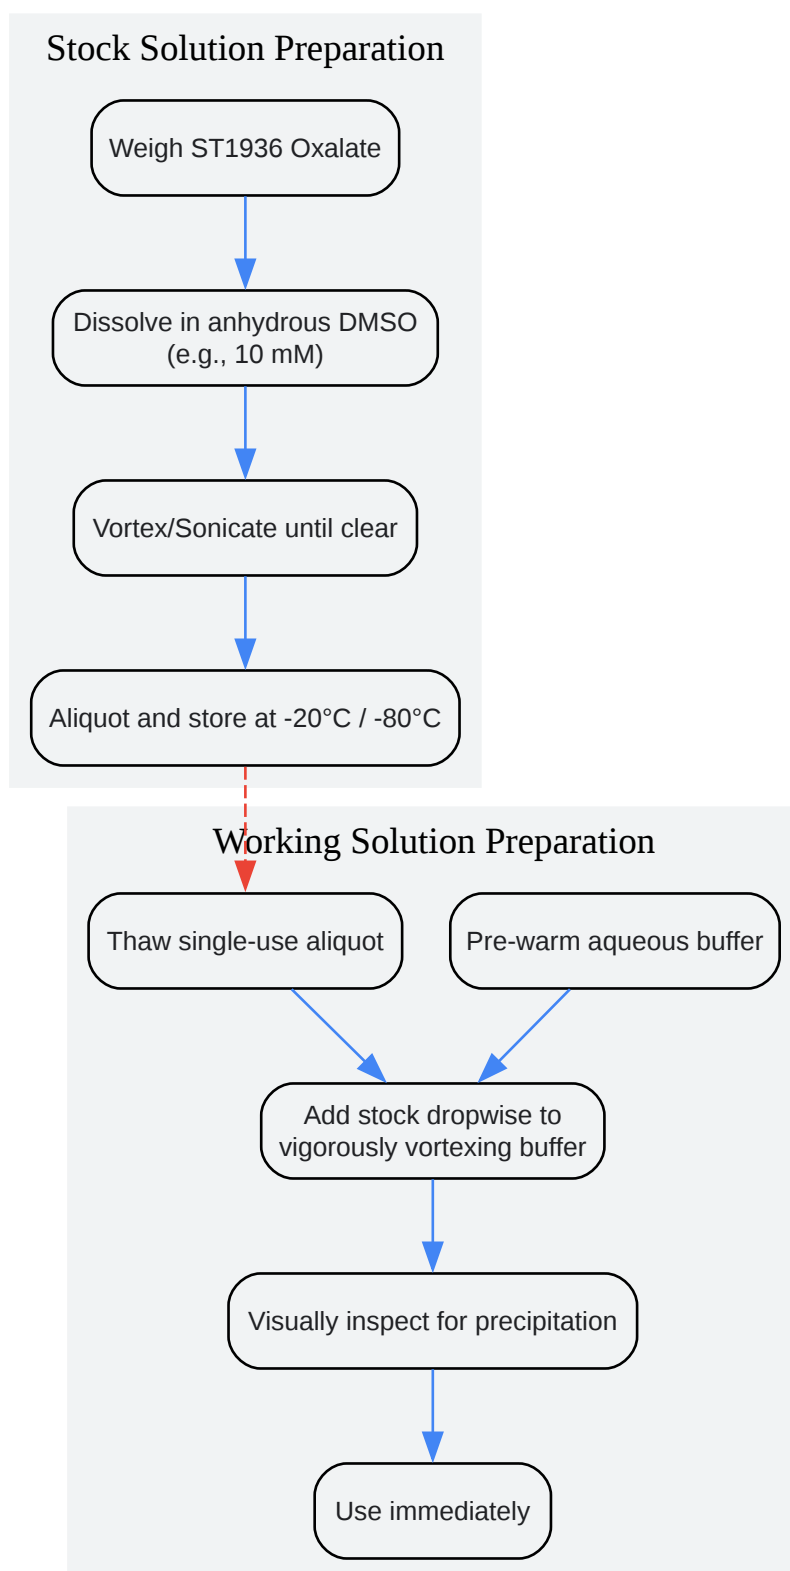 Stock Solution Preparation
Weigh ST1936 Oxalate
Dissolve in anhydrous DMSO
(e.g., 10 mM)
Vortex/Sonicate until clear
Aliquot and store at -20°C / -80°C
Working Solution Preparation
Thaw single-use aliquot
Pre-warm aqueous buffer
Add stock dropwise to
vigorously vortexing buffer
Visually inspect for precipitation
Use immediately